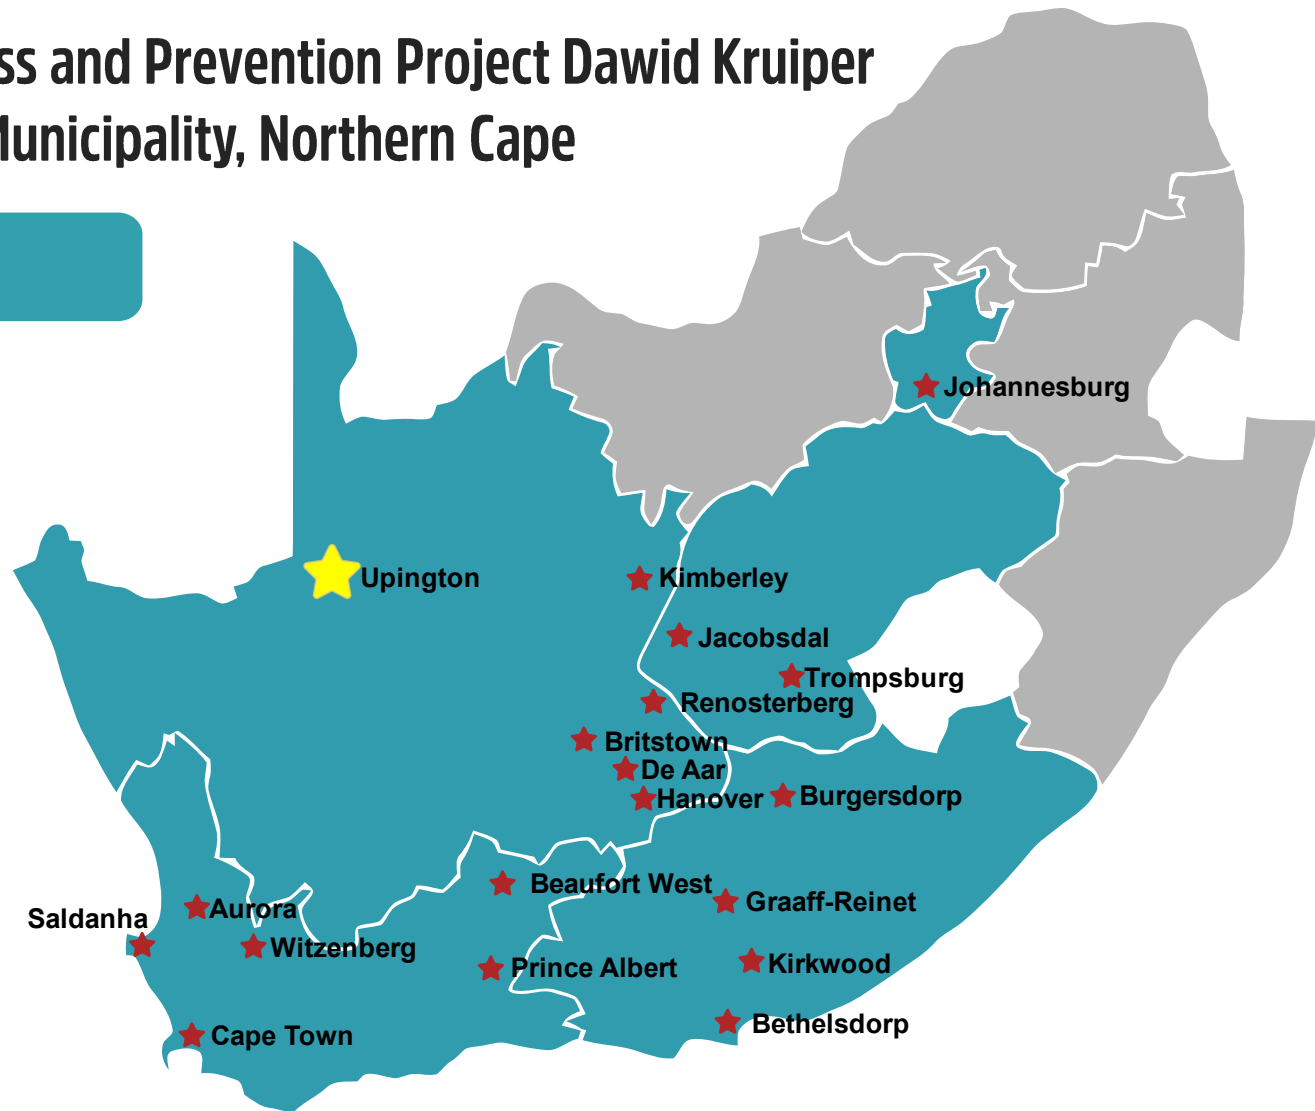 ss and Prevention Project Dawid Kruiper
Municipality, Northern Cape
Johannesburg
Upington
Kimberley
Jacobsdal
Trompsburg
Renosterberg
Britstown
De Aar
Hanover
Burgersdorp
Beaufort West
Graaff-Reinet
Saldanha
Aurora
Witzenberg
Prince Albert
Kirkwood
Cape Town
Bethelsdorp